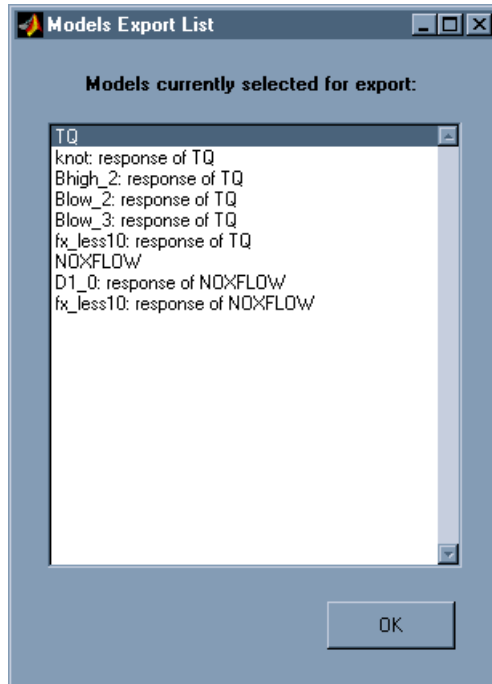 Models Export List
Models currently selected for export:
TQ
knot: response of TQ
Bhigh_2: response of TQ
Blow_2: response of TQ
Blow_3: response of TQ
fx_less10: response of TQ
NOXFLOW
D1_0: response of NOXFLOW
fx_less10: response of NOXFLOW
OK